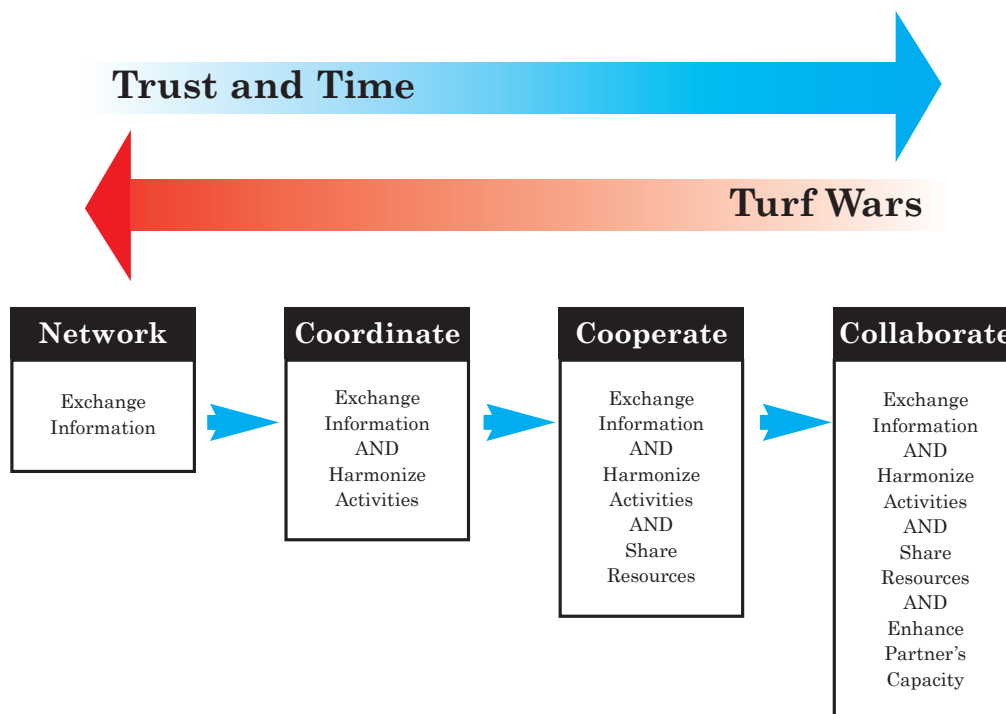 Trust and Time
Turf Wars
Network
Exchange
Information
Coordinate
Exchange
Information
AND
Harmonize
Activities
Cooperate
Exchange
Information
AND
Harmonize
Activities
AND
Share
Resources
Collaborate
Exchange
Information
AND
Harmonize
Activities
AND
Share
Resources
AND
Enhance
Partner’s
Capacity